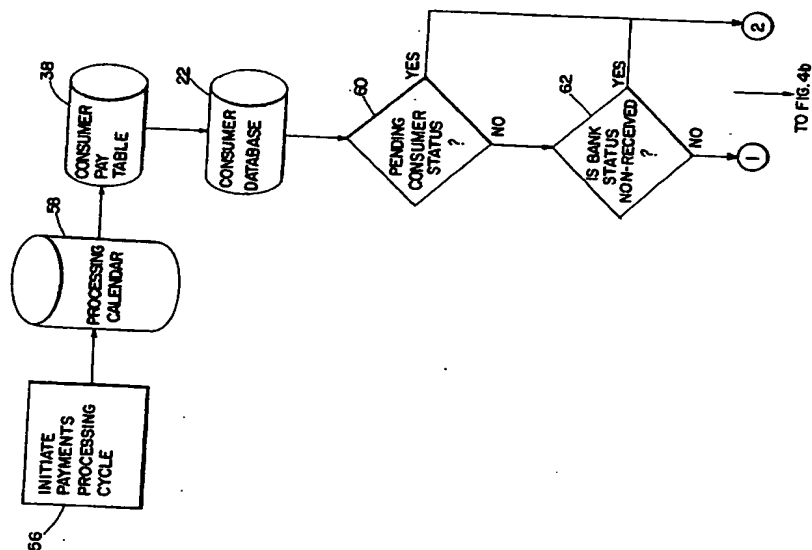 56
INITIATE
PAYMENTS
PROCESSING
CYCLE
58
PROCESSING
CALENDAR
38
CONSUMER
PAY
TABLE
22
CONSUMER
DATABASE
60
PENDING
CONSUMER
STATUS
?
YES
NO
62
IS BANK
STATUS
NON-RECEIVED
?
YES
NO
1
2
TO FIG. 4b